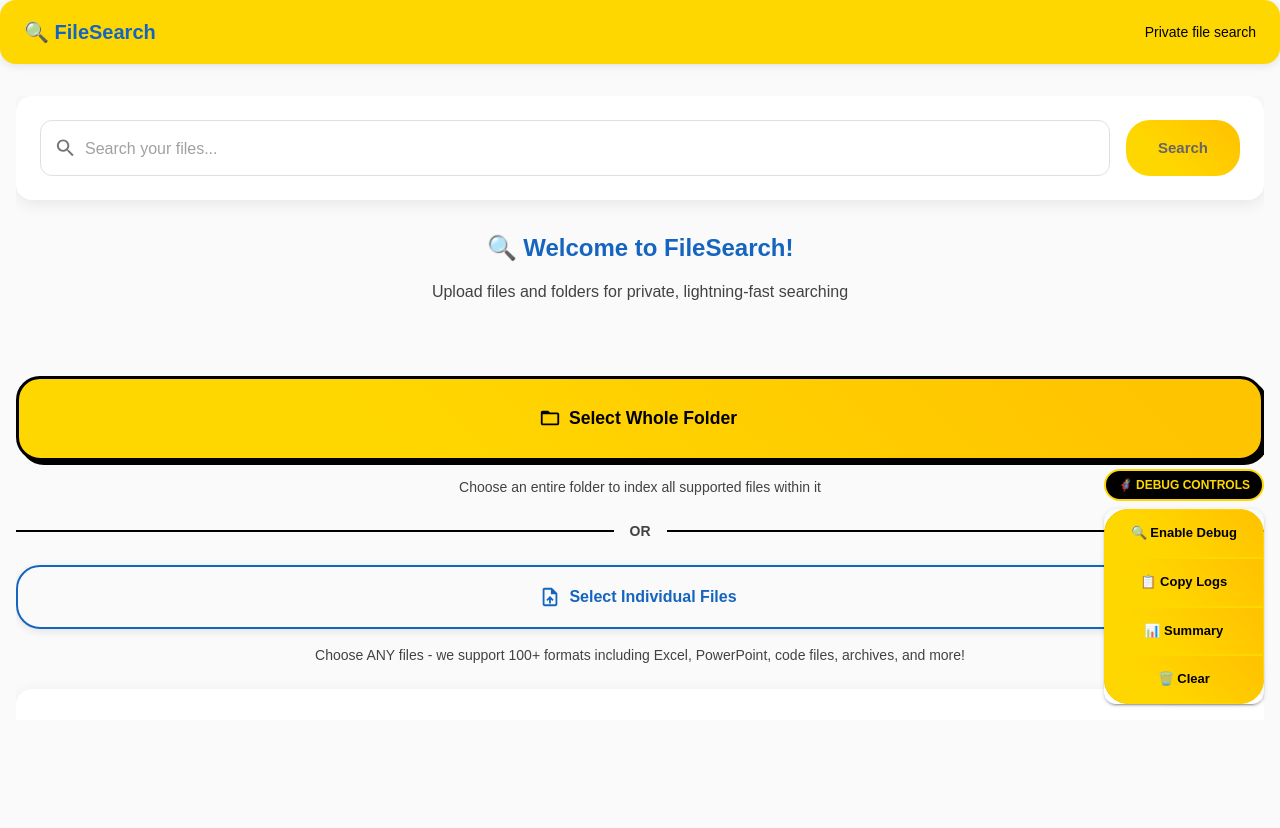 🔍 FileSearch
Private file search
Search your files...
Search
🔍 Welcome to FileSearch!
Upload files and folders for private, lightning-fast searching
Select Whole Folder
Choose an entire folder to index all supported files within it
🦸 DEBUG CONTROLS
OR
🔍 Enable Debug
📋 Copy Logs
Select Individual Files
📊 Summary
Choose ANY files - we support 100+ formats including Excel, PowerPoint, code files, archives, and more!
🗑️ Clear